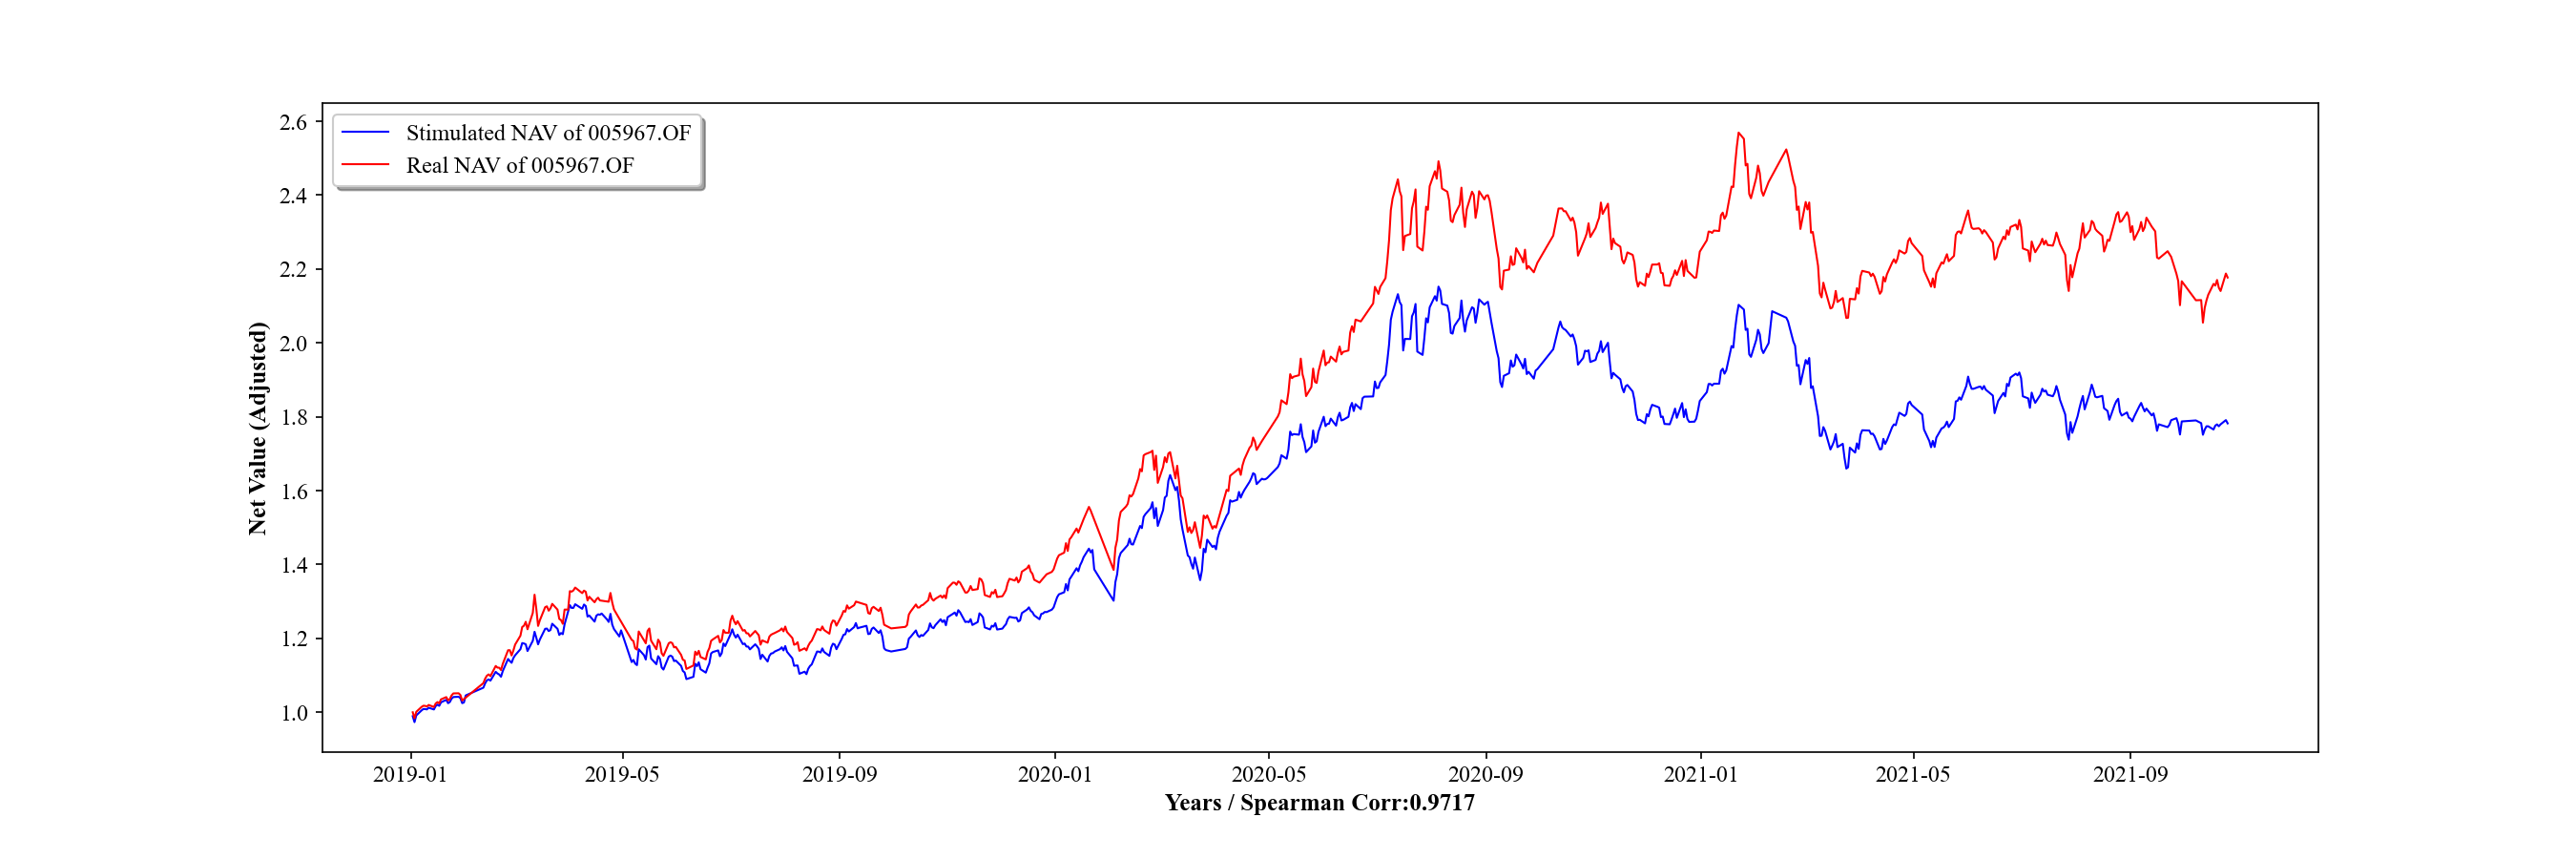 Stimulated NAV of 005967.OF
Real NAV of 005967.OF
2.6
2.4
2.2
2.0
1.8
1.6
1.4
1.2
1.0
Net Value (Adjusted)
2019-01 2019-05 2019-09 2020-01 2020-05 2020-09 2021-01 2021-05 2021-09
Years / Spearman Corr:0.9717